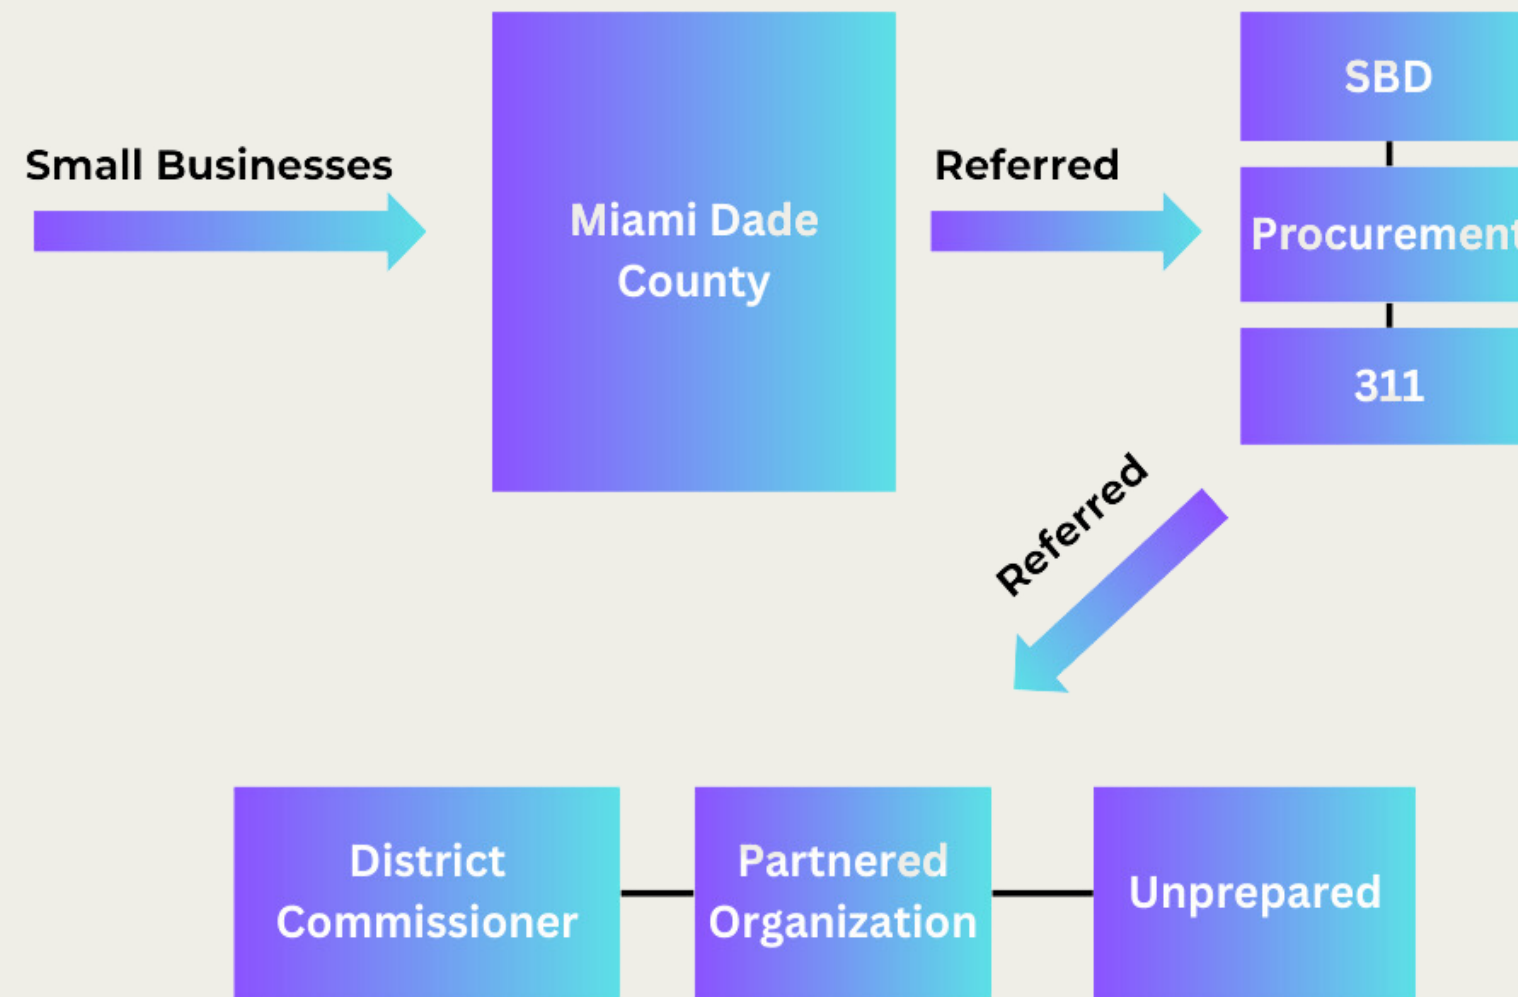 Small Businesses
Miami Dade
County
Referred
SBD
Procurement
311
Referred
District
Commissioner
Partnered
Organization
Unprepared